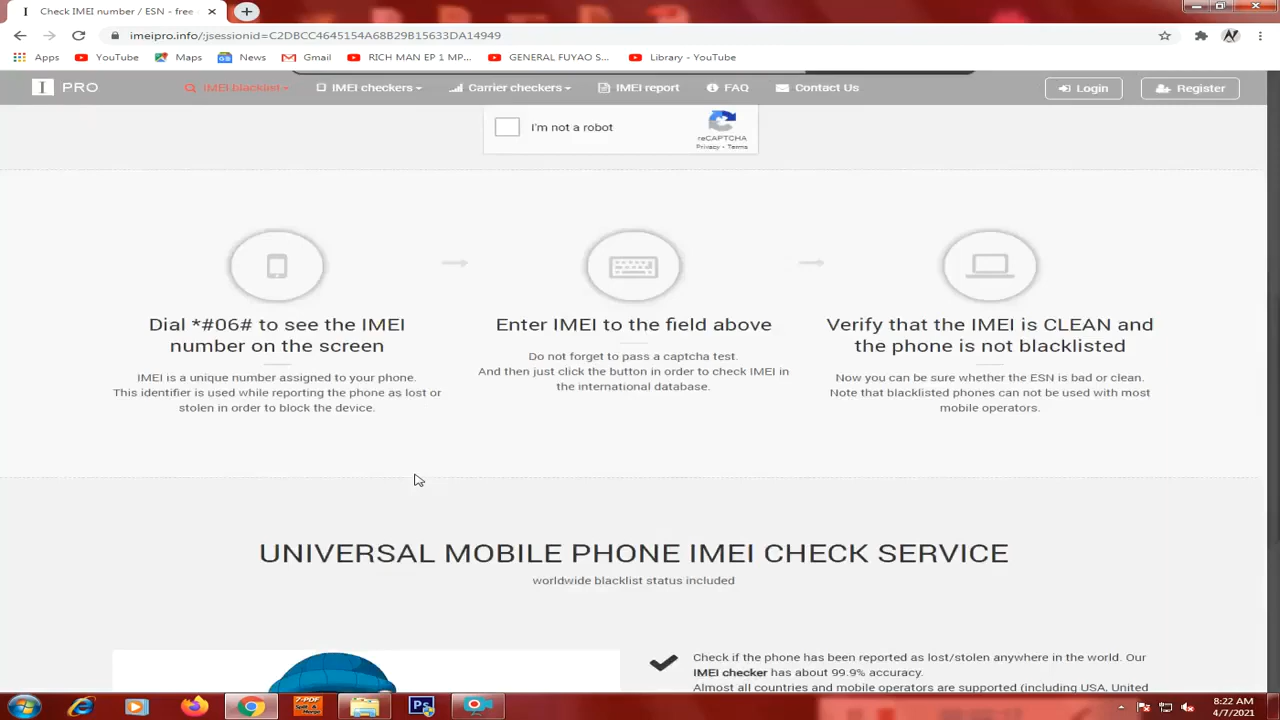 Check IMEI number / ESN - free
imeipro.info/;jsessionid=C2DBCC4645154A68B29B15633DA14949
Apps
YouTube
Maps
News
Gmail
RICH MAN EP 1 MP...
GENERAL FUYAO S...
Library - YouTube
I PRO
IMEI blacklist
IMEI checkers
Carrier checkers
IMEI report
FAQ
Contact Us
Login
Register
I'm not a robot
reCAPTCHA
Privacy - Terms
Dial *#06# to see the IMEI
number on the screen
IMEI is a unique number assigned to your phone.
This identifier is used while reporting the phone as lost or
stolen in order to block the device.
Enter IMEI to the field above
Do not forget to pass a captcha test.
And then just click the button in order to check IMEI in
the international database.
Verify that the IMEI is CLEAN and
the phone is not blacklisted
Now you can be sure whether the ESN is bad or clean.
Note that blacklisted phones can not be used with most
mobile operators.
UNIVERSAL MOBILE PHONE IMEI CHECK SERVICE
worldwide blacklist status included
Check if the phone has been reported as lost/stolen anywhere in the world. Our
IMEI checker has about 99.9% accuracy.
Almost all countries and mobile operators are supported (including USA, United
7-PDF
Split & Merge
Ps
8:22 AM
4/7/2021